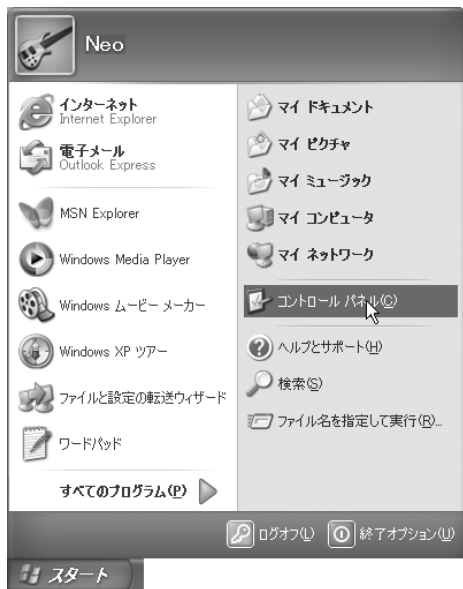 Neo
インターネット
Internet Explorer
電子メール
Outlook Express
MSN Explorer
Windows Media Player
Windows ムービー メーカー
Windows XP ツアー
ファイルと設定の転送ウィザード
ワードパッド
すべてのプログラム(P)
マイ ドキュメント
マイ ピクチャ
マイ ミュージック
マイ コンピュータ
マイ ネットワーク
コントロール パネル(C)
ヘルプとサポート(H)
検索(S)
ファイル名を指定して実行(R)...
ログオフ(L)
終了オプション(U)
スタート